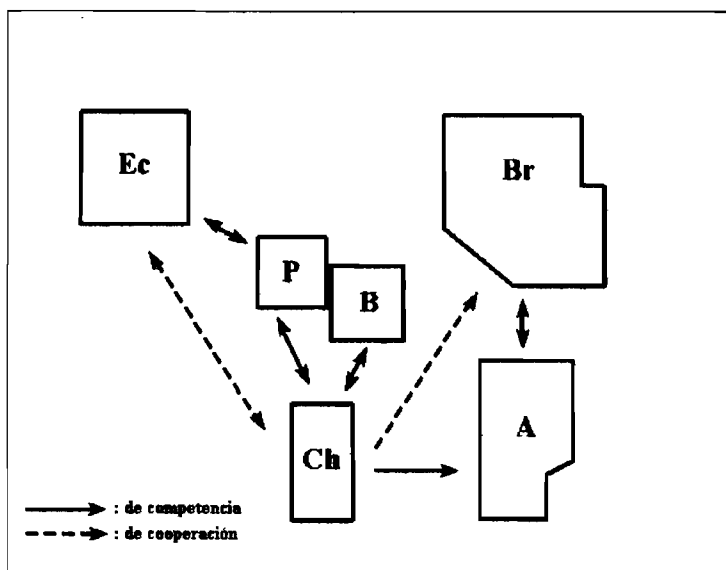 Ec
Br
P
B
Ch
A
: de competencia
: de cooperación